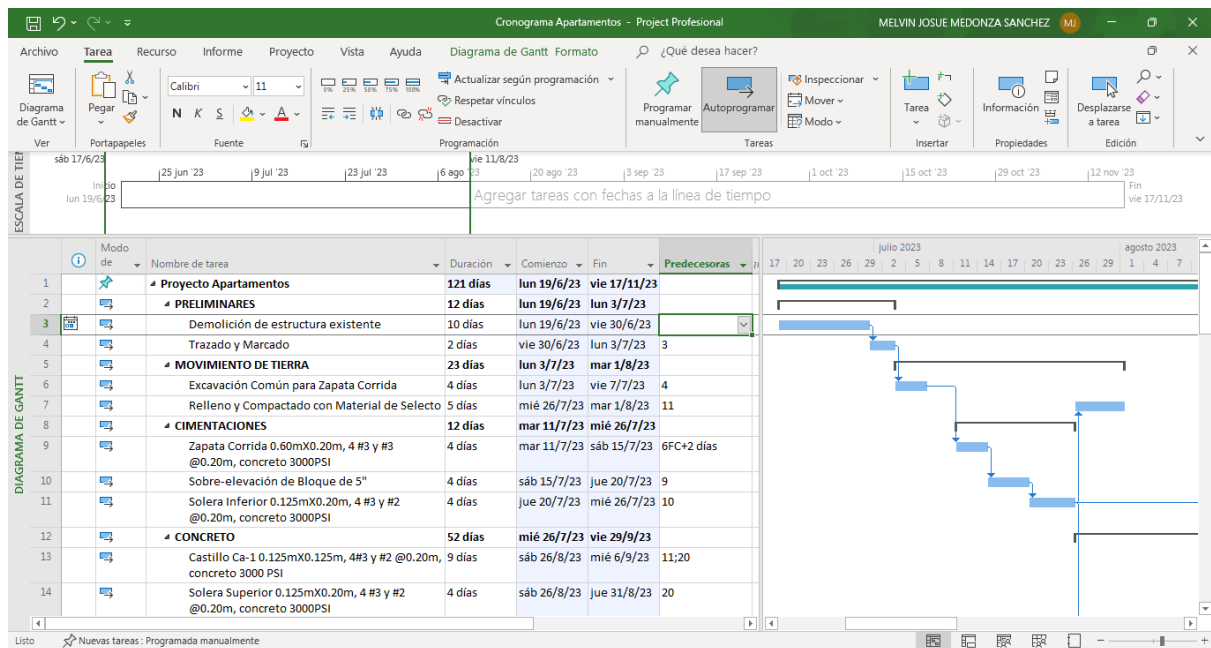 Cronograma Apartamentos - Project Profesional
MELVIN JOSUE MEDONZA SANCHEZ
MJ
Archivo Tarea Recurso Informe Proyecto Vista Ayuda Diagrama de Gantt Formato ¿Qué desea hacer?
Diagrama de Gantt
Pegar
Calibri 11
N K S A
0% 25% 50% 75% 100%
Actualizar según programación
Respetar vínculos
Desactivar
Programar manualmente
Autoprogramar
Inspeccionar
Mover
Modo
Tarea
Información
Desplazarse a tarea
Ver Portapapeles Fuente Programación Tareas Insertar Propiedades Edición
ESCALA DE TIEM
sáb 17/6/23 vie 11/8/23
25 jun '23 9 jul '23 23 jul '23 6 ago '23 20 ago '23 3 sep '23 17 sep '23 1 oct '23 15 oct '23 29 oct '23 12 nov '23
Inicio
lun 19/6/23
Agregar tareas con fechas a la línea de tiempo
Fin
vie 17/11/23
DIAGRAMA DE GANTT
Modo de Nombre de tarea Duración Comienzo Fin Predecesoras
julio 2023 agosto 2023
17 20 23 26 29 2 5 8 11 14 17 20 23 26 29 1 4 7
1 Proyecto Apartamentos 121 días lun 19/6/23 vie 17/11/23
2 PRELIMINARES 12 días lun 19/6/23 lun 3/7/23
3 Demolición de estructura existente 10 días lun 19/6/23 vie 30/6/23
4 Trazado y Marcado 2 días vie 30/6/23 lun 3/7/23 3
5 MOVIMIENTO DE TIERRA 23 días lun 3/7/23 mar 1/8/23
6 Excavación Común para Zapata Corrida 4 días lun 3/7/23 vie 7/7/23 4
7 Relleno y Compactado con Material de Selecto 5 días mié 26/7/23 mar 1/8/23 11
8 CIMENTACIONES 12 días mar 11/7/23 mié 26/7/23
9 Zapata Corrida 0.60mX0.20m, 4 #3 y #3 4 días mar 11/7/23 sáb 15/7/23 6FC+2 días
@0.20m, concreto 3000PSI
10 Sobre-elevación de Bloque de 5" 4 días sáb 15/7/23 jue 20/7/23 9
11 Solera Inferior 0.125mX0.20m, 4 #3 y #2 4 días jue 20/7/23 mié 26/7/23 10
@0.20m, concreto 3000PSI
12 CONCRETO 52 días mié 26/7/23 vie 29/9/23
13 Castillo Ca-1 0.125mX0.125m, 4#3 y #2 @0.20m, 9 días sáb 26/8/23 mié 6/9/23 11;20
concreto 3000 PSI
14 Solera Superior 0.125mX0.20m, 4 #3 y #2 4 días sáb 26/8/23 jue 31/8/23 20
@0.20m, concreto 3000PSI
Listo Nuevas tareas : Programada manualmente